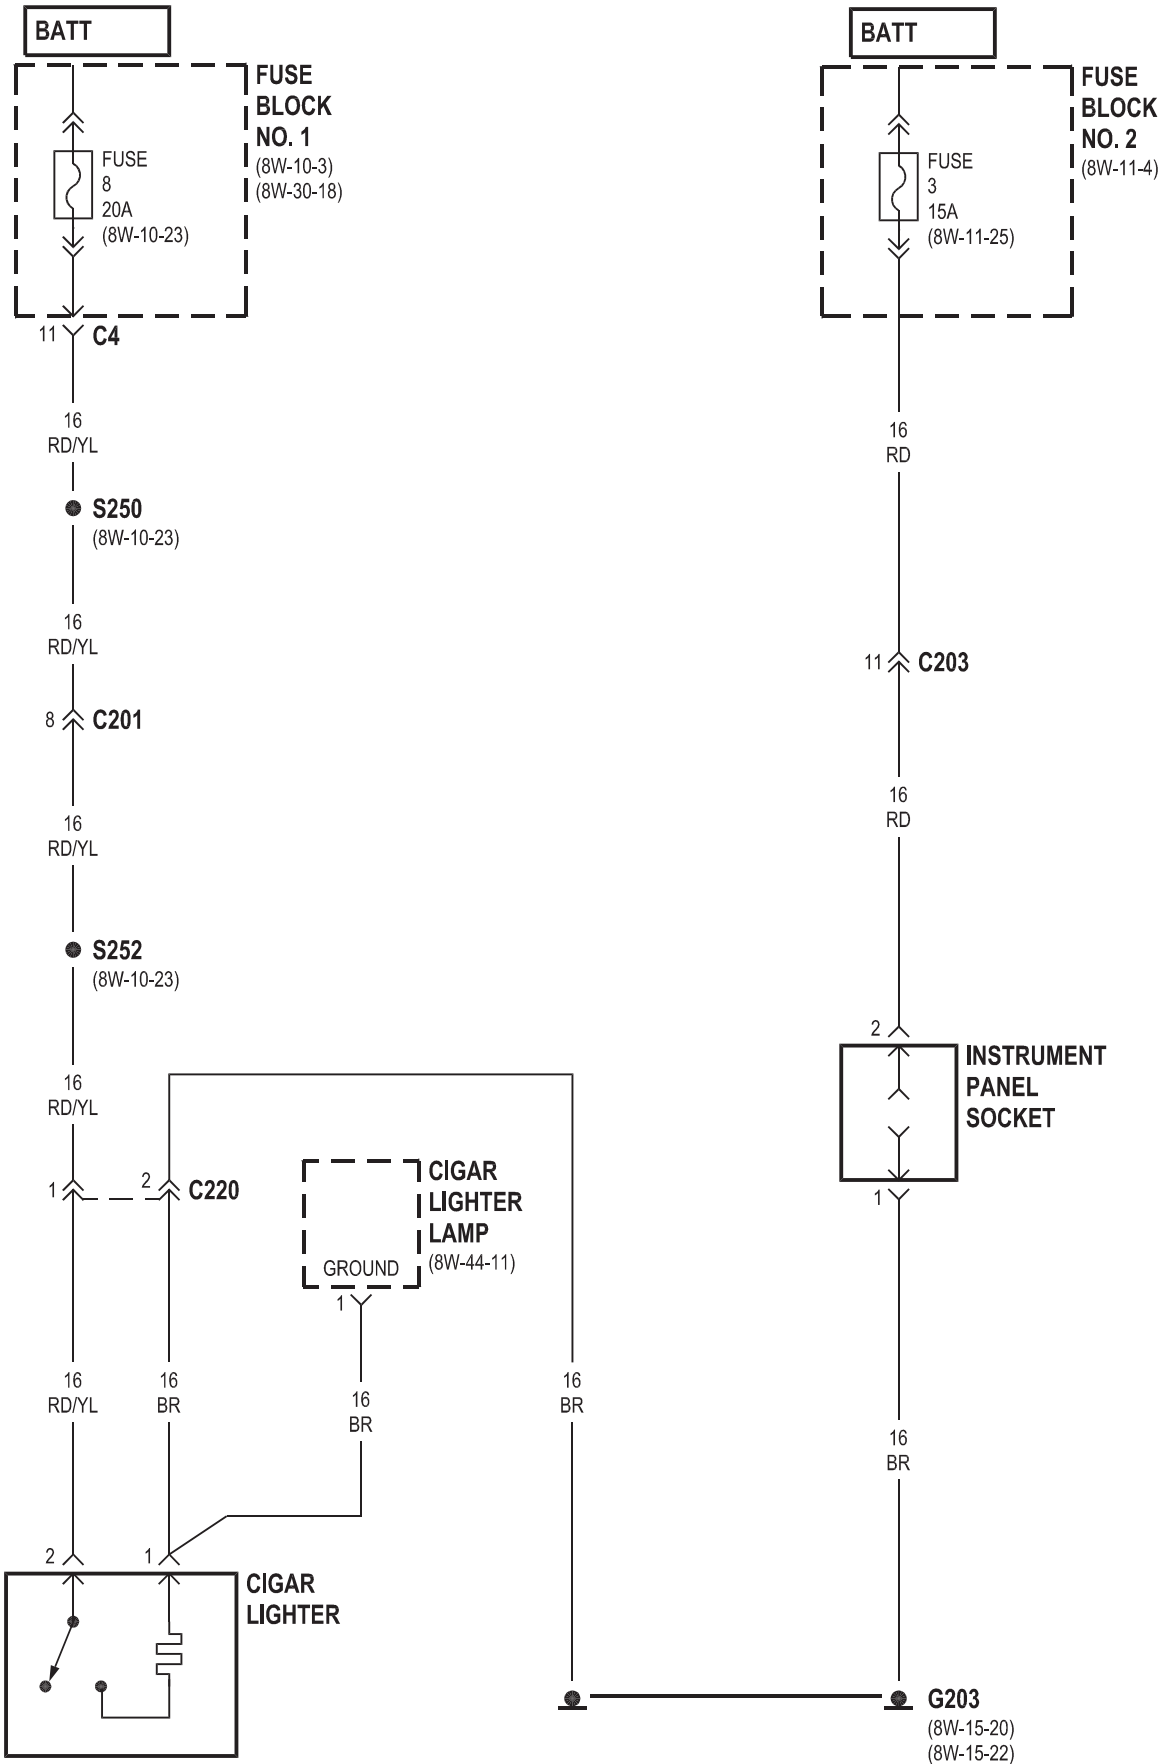 BATT
FUSE
BLOCK
NO. 1
(8W-10-3)
(8W-30-18)
FUSE
8
20A
(8W-10-23)
11
C4
16
RD/YL
S250
(8W-10-23)
16
RD/YL
8
C201
16
RD/YL
S252
(8W-10-23)
16
RD/YL
1
2
C220
CIGAR
LIGHTER
LAMP
(8W-44-11)
GROUND
1
16
RD/YL
16
BR
16
BR
16
BR
2
1
CIGAR
LIGHTER
BATT
FUSE
BLOCK
NO. 2
(8W-11-4)
FUSE
3
15A
(8W-11-25)
16
RD
11
C203
16
RD
2
INSTRUMENT
PANEL
SOCKET
1
16
BR
G203
(8W-15-20)
(8W-15-22)